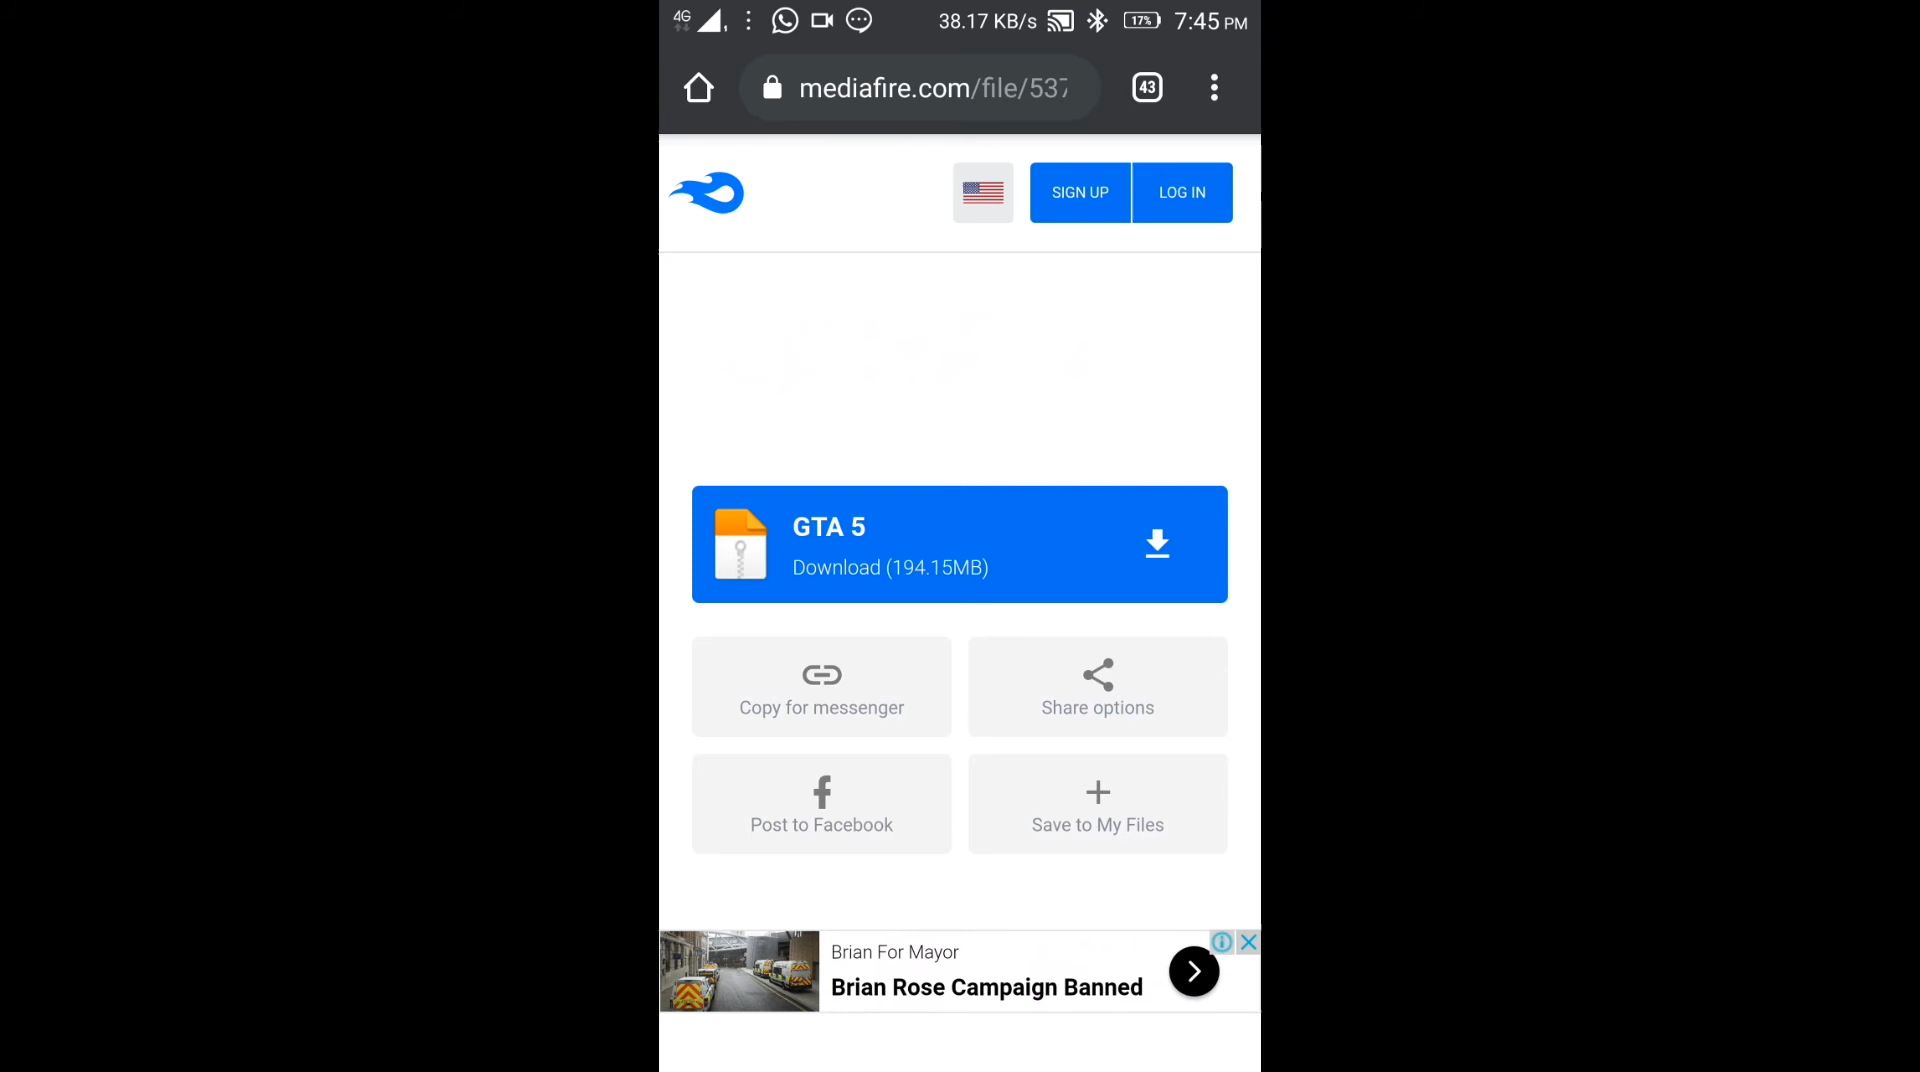 4G 38.17 KB/s 17% 7:45 PM
mediafire.com/file/537
43
SIGN UP LOG IN
GTA 5
Download (194.15MB)
Copy for messenger
Share options
Post to Facebook
Save to My Files
Brian For Mayor
Brian Rose Campaign Banned